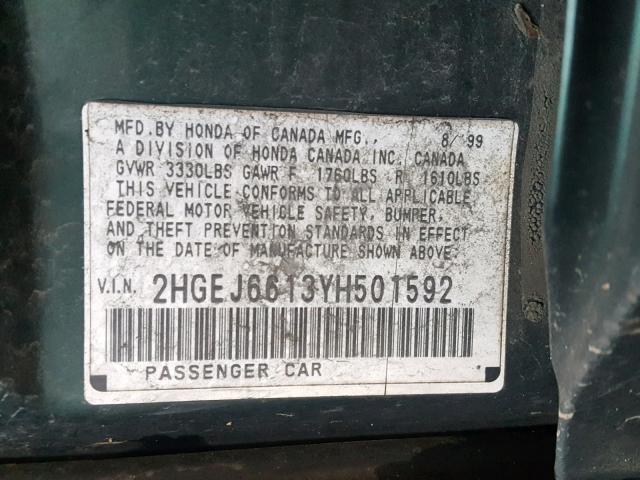 MFD. BY HONDA OF CANADA MFG., 8/99
A DIVISION OF HONDA CANADA INC. CANADA
GVWR 3330LBS GAWR F 1760LBS R 1610LBS
THIS VEHICLE CONFORMS TO ALL APPLICABLE
FEDERAL MOTOR VEHICLE SAFETY, BUMPER,
AND THEFT PREVENTION STANDARDS IN EFFECT
ON THE DATE OF MANUFACTURE SHOWN ABOVE.
V.I.N. 2HGEJ6613YH501592
PASSENGER CAR